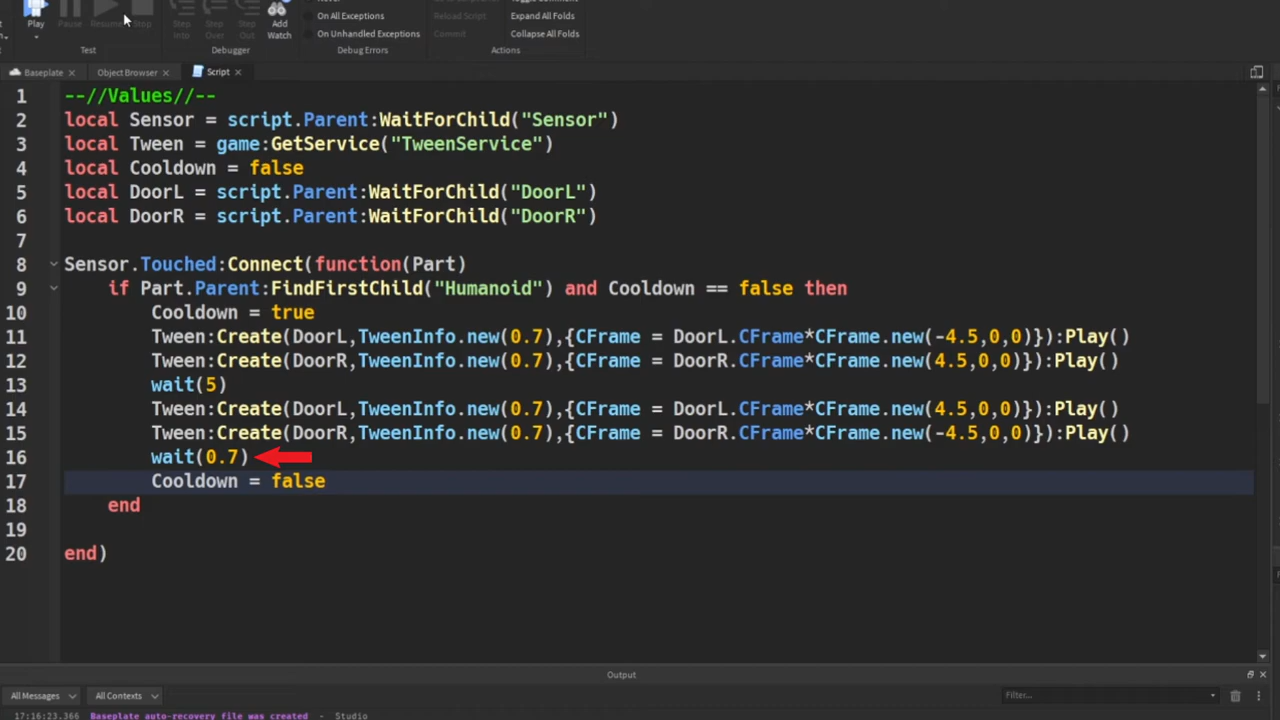 Play Pause Resume Stop Step Into Step Over Step Out Add Watch
On All Exceptions
On Unhandled Exceptions
Reload Script
Commit
Expand All Folds
Collapse All Folds
Test Debugger Debug Errors Actions
Baseplate Object Browser Script
1 --//Values//--
2 local Sensor = script.Parent:WaitForChild("Sensor")
3 local Tween = game:GetService("TweenService")
4 local Cooldown = false
5 local DoorL = script.Parent:WaitForChild("DoorL")
6 local DoorR = script.Parent:WaitForChild("DoorR")
7
8 Sensor.Touched:Connect(function(Part)
9 if Part.Parent:FindFirstChild("Humanoid") and Cooldown == false then
10 Cooldown = true
11 Tween:Create(DoorL,TweenInfo.new(0.7),{CFrame = DoorL.CFrame*CFrame.new(-4.5,0,0)}):Play()
12 Tween:Create(DoorR,TweenInfo.new(0.7),{CFrame = DoorR.CFrame*CFrame.new(4.5,0,0)}):Play()
13 wait(5)
14 Tween:Create(DoorL,TweenInfo.new(0.7),{CFrame = DoorL.CFrame*CFrame.new(4.5,0,0)}):Play()
15 Tween:Create(DoorR,TweenInfo.new(0.7),{CFrame = DoorR.CFrame*CFrame.new(-4.5,0,0)}):Play()
16 wait(0.7)
17 Cooldown = false
18 end
19
20 end)
Output
All Messages All Contexts Filter...
17:16:23.366 Baseplate auto-recovery file was created - Studio